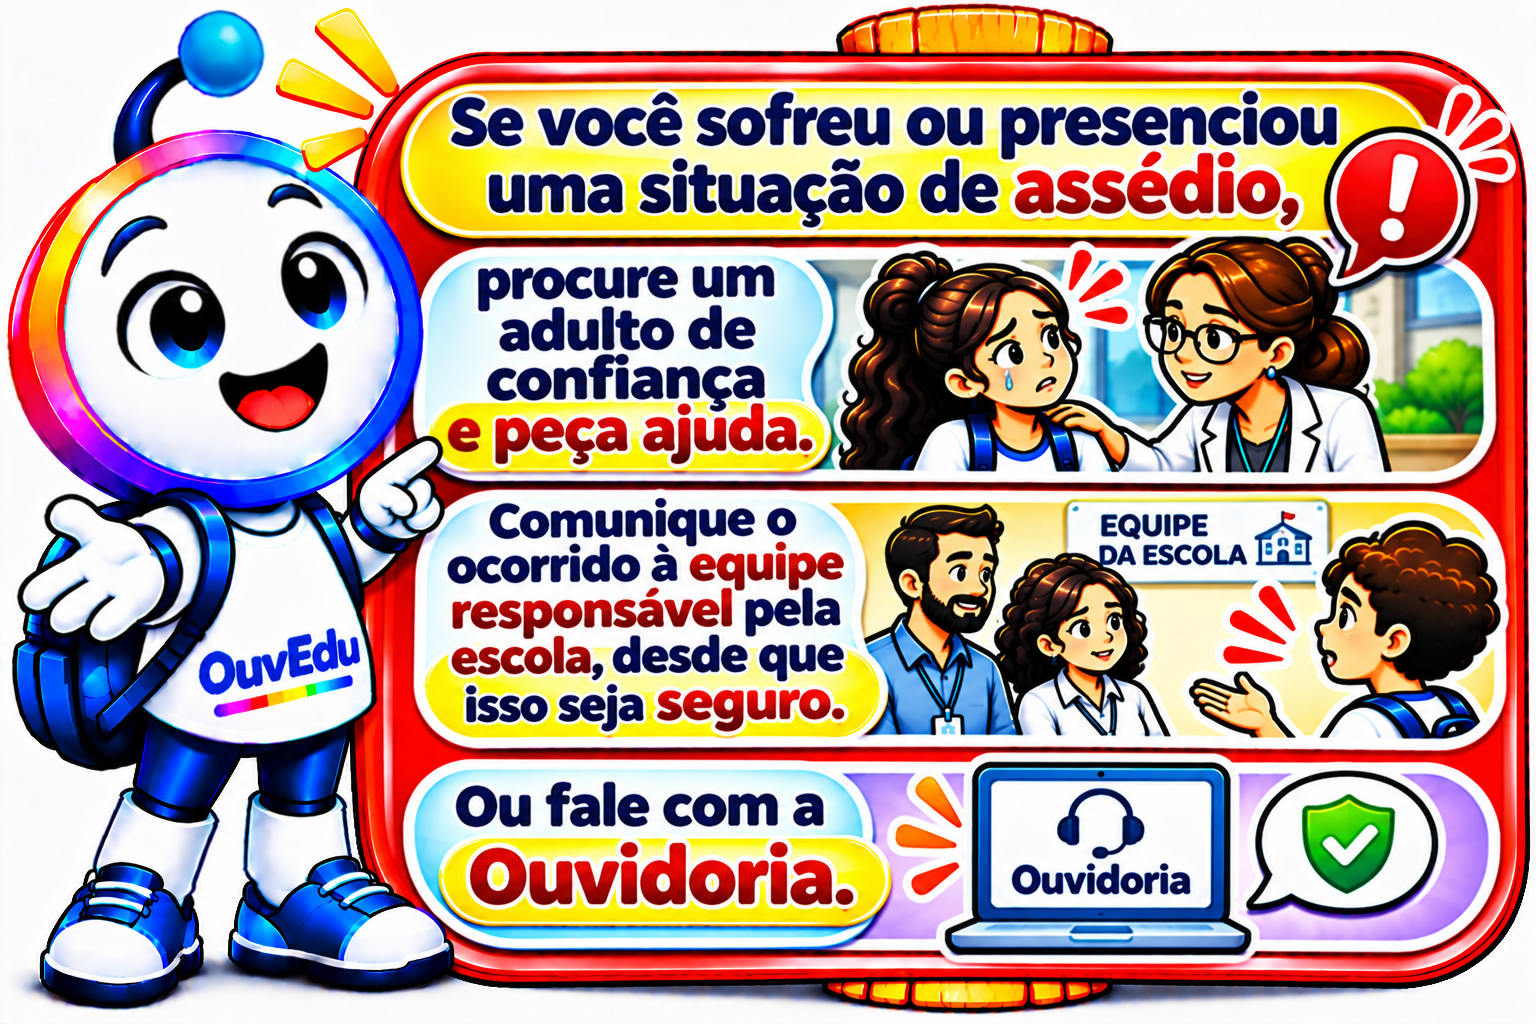 Se você sofreu ou presenciou
uma situação de assédio,
!
procure um
adulto de
confiança
e peça ajuda.
Comunique o
ocorrido à equipe
responsável pela
escola, desde que
isso seja seguro.
EQUIPE
DA ESCOLA
OuvEdu
Ou fale com a
Ouvidoria.
Ouvidoria